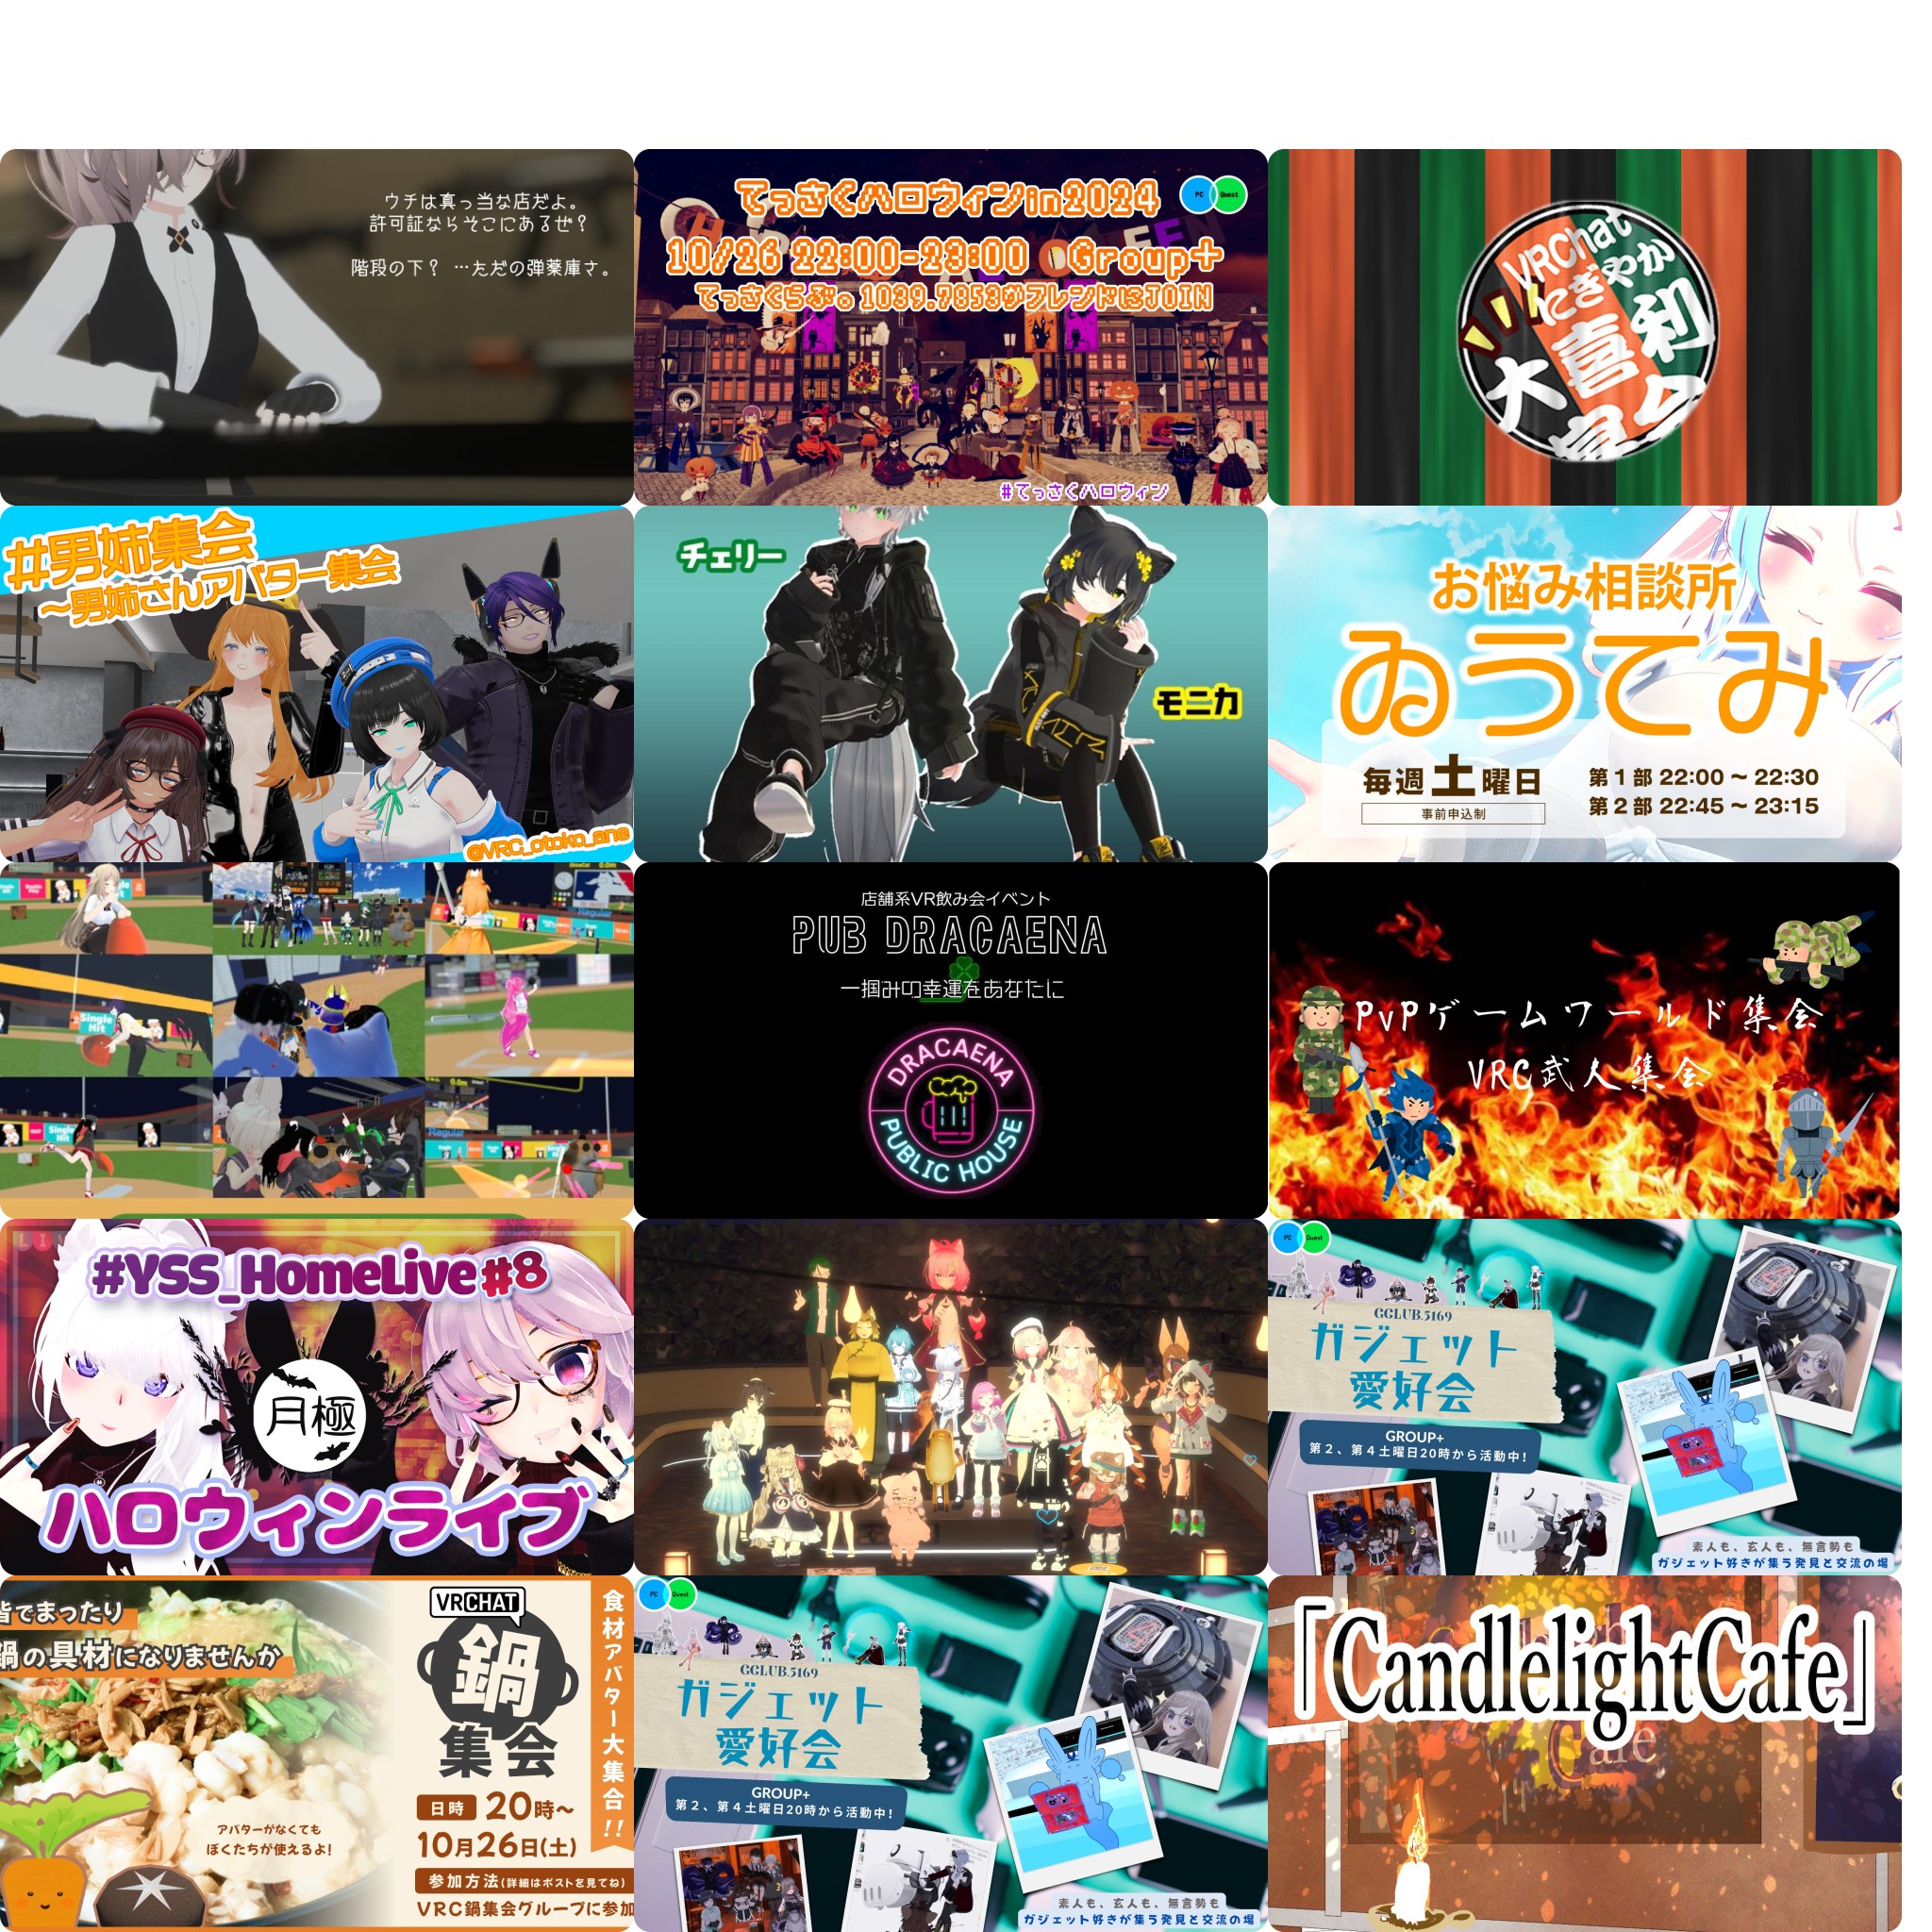 ウチは真っ当な店だよ。
許可証ならそこにあるぜ?
階段の下? …ただの弾薬庫さ。
てっさくハロウィンin2024
PC Quest
10/26 22:00-23:00 Group+
てっさくらぶ。1039.7853かフレンドにJOIN
#てっさくハロウィン
VRChat
にぎやか
大喜利
#男姉集会
～男姉さんアバター集会
@VRC_otoko_ane
チェリー
モニカ
お悩み相談所
ゐうてみ
毎週土曜日
事前申込制
第1部 22:00 ~ 22:30
第2部 22:45 ~ 23:15
Single
Hit
Regular
Single
Hit
Single
Hit
Regular
店舗系VR飲み会イベント
PUB DRACAENA
一掴みの幸運をあなたに
DRACAENA
PUBLIC HOUSE
PvPゲームワールド集会
VRC武人集会
#YSS_HomeLive#8
月極
ハロウィンライブ
PC Quest
GCLUB.5169
ガジェット
愛好会
GROUP+
第2、第4土曜日20時から活動中!
素人も、玄人も、無言勢も
ガジェット好きが集う発見と交流の場
皆でまったり
鍋の具材になりませんか
アバターがなくても
ぼくたちが使えるよ!
VRCHAT
鍋
集会
日時 20時~
10月26日(土)
参加方法(詳細はポストを見てね)
VRC鍋集会グループに参加
食材アバター大集合!!
PC Quest
GCLUB.5169
ガジェット
愛好会
GROUP+
第2、第4土曜日20時から活動中!
素人も、玄人も、無言勢も
ガジェット好きが集う発見と交流の場
「CandlelightCafe」
Cafe